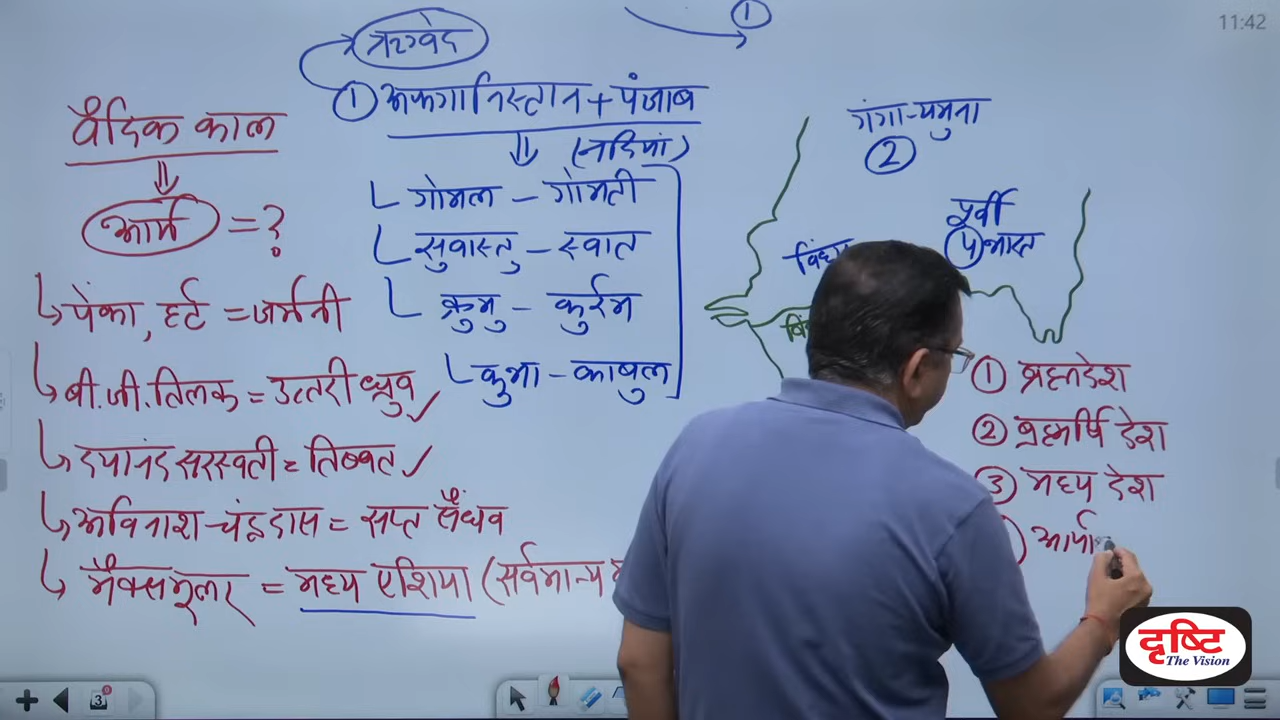 11:42
①
ऋग्वेद
① अफगानिस्तान + पंजाब
(नदियां)
गोमल - गोमती
सुवास्तु - स्वात
क्रुमु - कुर्रम
कुभा - काबुल
वैदिक काल
आर्य = ?
पेंका, हर्ट = जर्मनी
बी.जी. तिलक = उत्तरी ध्रुव ✓
दयानंद सरस्वती = तिब्बत ✓
अविनाश-चंद्र दास = सप्त सैंधव
मैक्समूलर = मध्य एशिया (सर्वमान्य
गंगा-यमुना
②
पूर्वी
भारत
① ब्रह्मदेश
② ब्रह्मर्षि देश
③ मध्य देश
आर्या
3
दृष्टि
The Vision